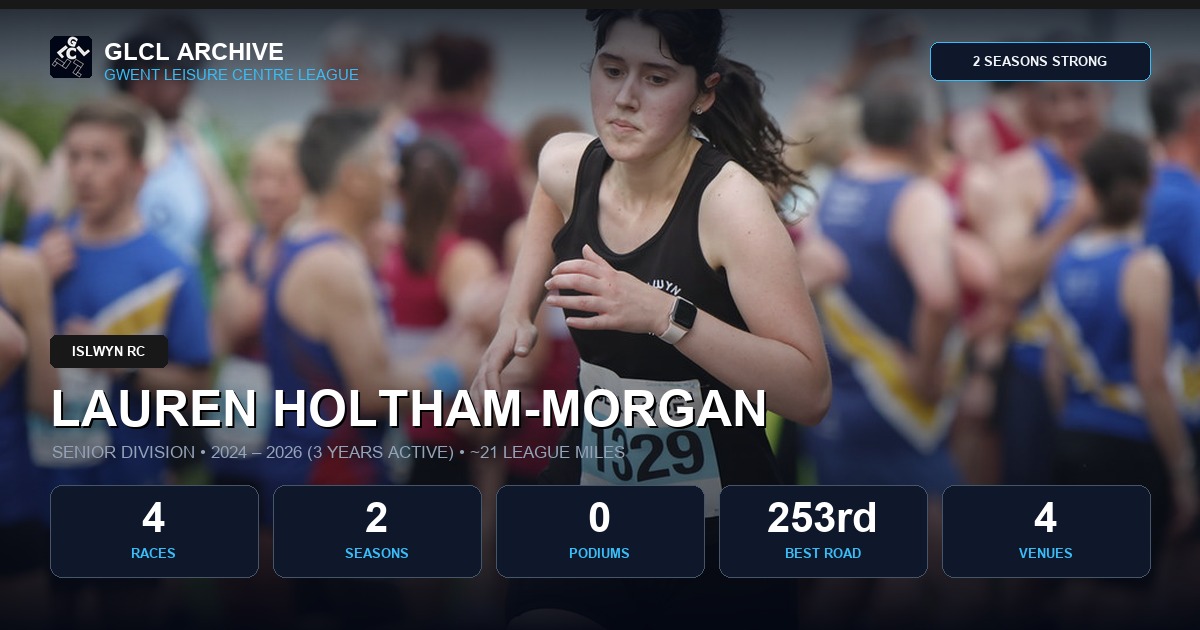 GLCL ARCHIVE
GWENT LEISURE CENTRE LEAGUE
2 SEASONS STRONG
ISLWYN RC
LAUREN HOLTHAM-MORGAN
SENIOR DIVISION • 2024 – 2026 (3 YEARS ACTIVE) • ~21 LEAGUE MILES
1329
4
RACES
2
SEASONS
0
PODIUMS
253rd
BEST ROAD
4
VENUES